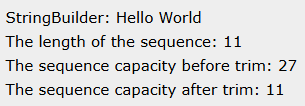 StringBuilder: Hello World
The length of the sequence: 11
The sequence capacity before trim: 27
The sequence capacity after trim: 11